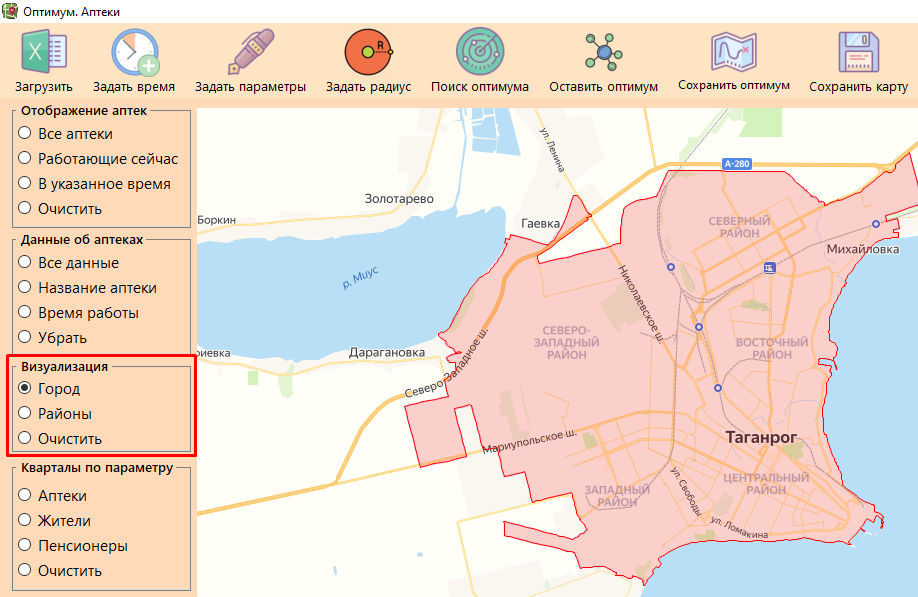 Оптимум. Аптеки
Загрузить
Задать время
Задать параметры
R
Задать радиус
Поиск оптимума
Оставить оптимум
Сохранить оптимум
Сохранить карту
Отображение аптек
Все аптеки
Работающие сейчас
В указанное время
Очистить
Данные об аптеках
Все данные
Название аптеки
Время работы
Убрать
Визуализация
Город
Районы
Очистить
Кварталы по параметру
Аптеки
Жители
Пенсионеры
Очистить
ул. Ленина
А-280
Золотарево
Боркин
Гаевка
СЕВЕРНЫЙ
РАЙОН
Михайловка
р. Миус
Николаевское ш.
СЕВЕРО-
ЗАПАДНЫЙ
РАЙОН
ВОСТОЧНЫЙ
РАЙОН
риевка
Дарагановка
Северо-Западное ш.
Мариупольское ш.
Таганрог
ЗАПАДНЫЙ
РАЙОН
ул. Свободы
ЦЕНТРАЛЬНЫЙ
РАЙОН
ул. Ломакина